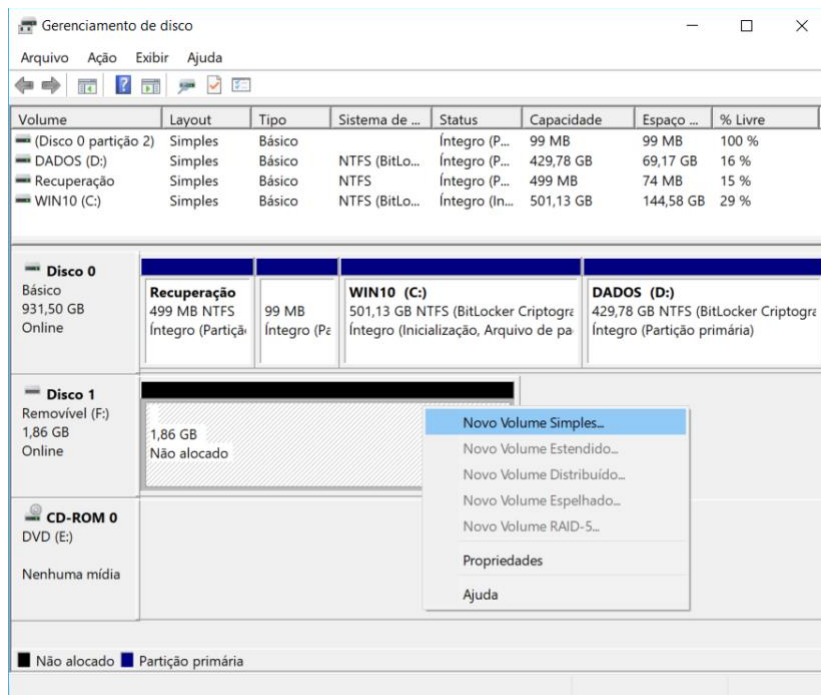 Gerenciamento de disco
Arquivo Ação Exibir Ajuda
Volume Layout Tipo Sistema de ... Status Capacidade Espaço ... % Livre
(Disco 0 partição 2) Simples Básico Íntegro (P... 99 MB 99 MB 100 %
DADOS (D:) Simples Básico NTFS (BitLo... Íntegro (P... 429,78 GB 69,17 GB 16 %
Recuperação Simples Básico NTFS Íntegro (P... 499 MB 74 MB 15 %
WIN10 (C:) Simples Básico NTFS (BitLo... Íntegro (In... 501,13 GB 144,58 GB 29 %
Disco 0
Básico
931,50 GB
Online
Recuperação
499 MB NTFS
Íntegro (Partiçã
99 MB
Íntegro (Pa
WIN10 (C:)
501,13 GB NTFS (BitLocker Criptogra
Íntegro (Inicialização, Arquivo de pa
DADOS (D:)
429,78 GB NTFS (BitLocker Criptogra
Íntegro (Partição primária)
Disco 1
Removível (F:)
1,86 GB
Online
1,86 GB
Não alocado
Novo Volume Simples...
Novo Volume Estendido...
Novo Volume Distribuído...
Novo Volume Espelhado...
Novo Volume RAID-5...
Propriedades
Ajuda
CD-ROM 0
DVD (E:)
Nenhuma mídia
Não alocado Partição primária